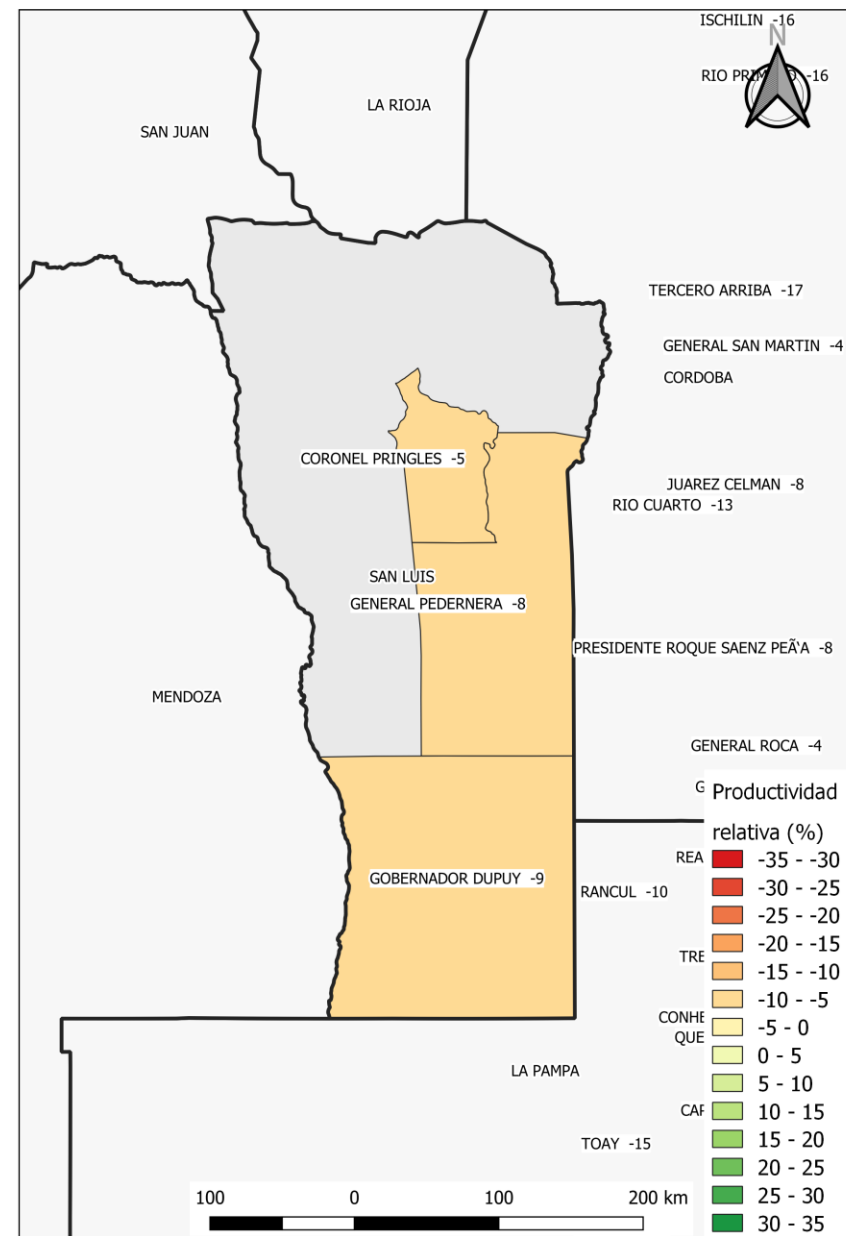 ISCHILIN -16
N
RIO PRIM O -16
LA RIOJA
SAN JUAN
TERCERO ARRIBA -17
GENERAL SAN MARTIN -4
CORDOBA
CORONEL PRINGLES -5
JUAREZ CELMAN -8
RIO CUARTO -13
SAN LUIS
GENERAL PEDERNERA -8
PRESIDENTE ROQUE SAENZ PEÃ‘A -8
MENDOZA
GENERAL ROCA -4
G
Productividad
relativa (%)
REA
-35 - -30
GOBERNADOR DUPUY -9
RANCUL -10
-30 - -25
-25 - -20
TRE
-20 - -15
-15 - -10
-10 - -5
CONHE
-5 - 0
QUE
0 - 5
LA PAMPA
5 - 10
CAF
10 - 15
TOAY -15
15 - 20
20 - 25
25 - 30
30 - 35
100 0 100 200 km